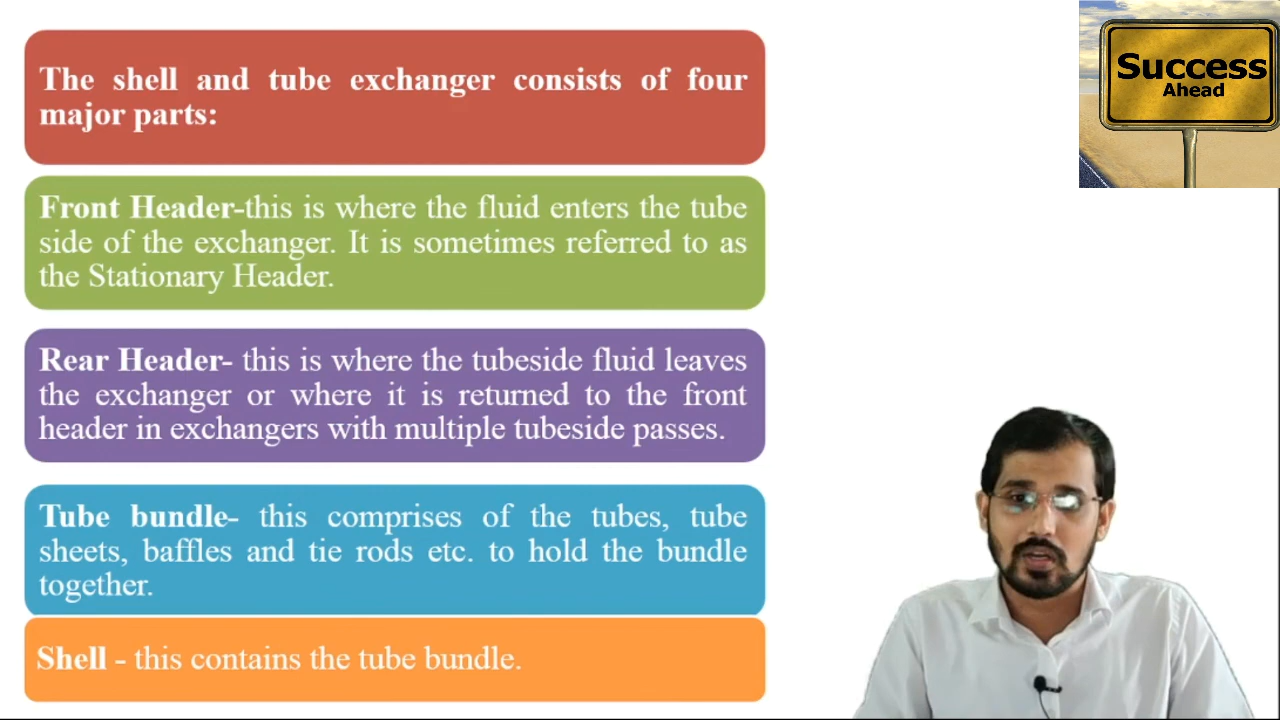 The shell and tube exchanger consists of four
major parts:
Front Header-this is where the fluid enters the tube
side of the exchanger. It is sometimes referred to as
the Stationary Header.
Rear Header- this is where the tubeside fluid leaves
the exchanger or where it is returned to the front
header in exchangers with multiple tubeside passes.
Tube bundle- this comprises of the tubes, tube
sheets, baffles and tie rods etc. to hold the bundle
together.
Shell - this contains the tube bundle.
Success
Ahead